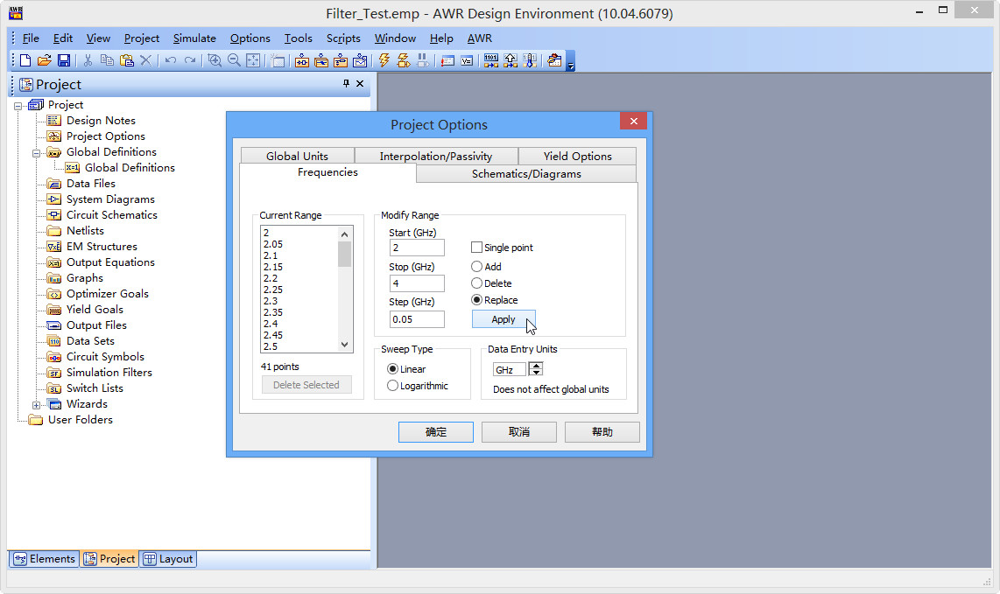 Filter_Test.emp - AWR Design Environment (10.04.6079)
File Edit View Project Simulate Options Tools Scripts Window Help AWR
Project
Project
Design Notes
Project Options
Global Definitions
Global Definitions
Data Files
System Diagrams
Circuit Schematics
Netlists
EM Structures
Output Equations
Graphs
Optimizer Goals
Yield Goals
Output Files
Data Sets
Circuit Symbols
Simulation Filters
Switch Lists
Wizards
User Folders
Project Options
Global Units Interpolation/Passivity Yield Options
Frequencies Schematics/Diagrams
Current Range
2
2.05
2.1
2.15
2.2
2.25
2.3
2.35
2.4
2.45
2.5
41 points
Delete Selected
Modify Range
Start (GHz)
2
Stop (GHz)
4
Step (GHz)
0.05
Single point
Add
Delete
Replace
Apply
Sweep Type
Linear
Logarithmic
Data Entry Units
GHz
Does not affect global units
确定 取消 帮助
Elements Project Layout